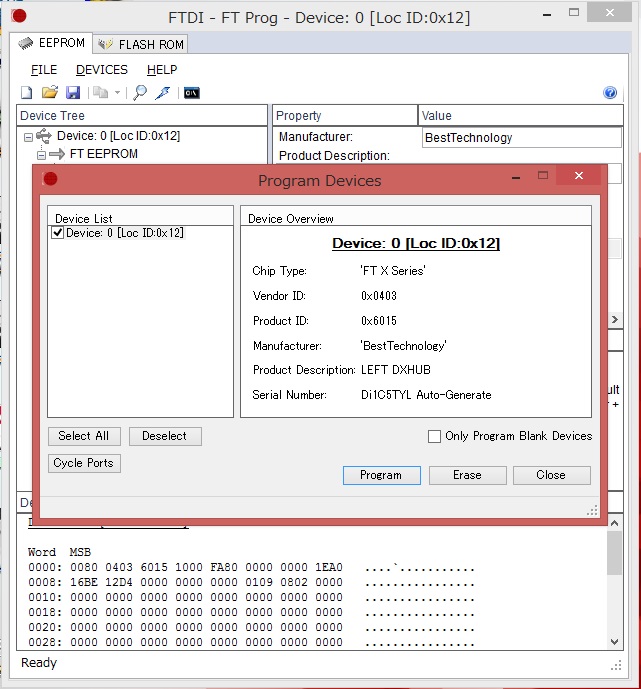 FTDI - FT Prog - Device: 0 [Loc ID:0x12]
EEPROM FLASH ROM
FILE DEVICES HELP
Device Tree Property Value
Device: 0 [Loc ID:0x12] Manufacturer: BestTechnology
FT EEPROM Product Description:
Program Devices
Device List
Device: 0 [Loc ID:0x12]
Device Overview
Device: 0 [Loc ID:0x12]
Chip Type: 'FT X Series'
Vendor ID: 0x0403
Product ID: 0x6015
Manufacturer: 'BestTechnology'
Product Description: LEFT DXHUB
Serial Number: Di1C5TYL Auto-Generate
Select All Deselect Only Program Blank Devices
Cycle Ports
Program Erase Close
Word MSB
0000: 0080 0403 6015 1000 FA80 0000 0000 1EA0 ....`...........
0008: 16BE 12D4 0000 0000 0000 0109 0802 0000 ................
0010: 0000 0000 0000 0000 0000 0000 0000 0000 ................
0018: 0000 0000 0000 0000 0000 0000 0000 0000 ................
0020: 0000 0000 0000 0000 0000 0000 0000 0000 ................
0028: 0000 0000 0000 0000 0000 0000 0000 0000 ................
Ready